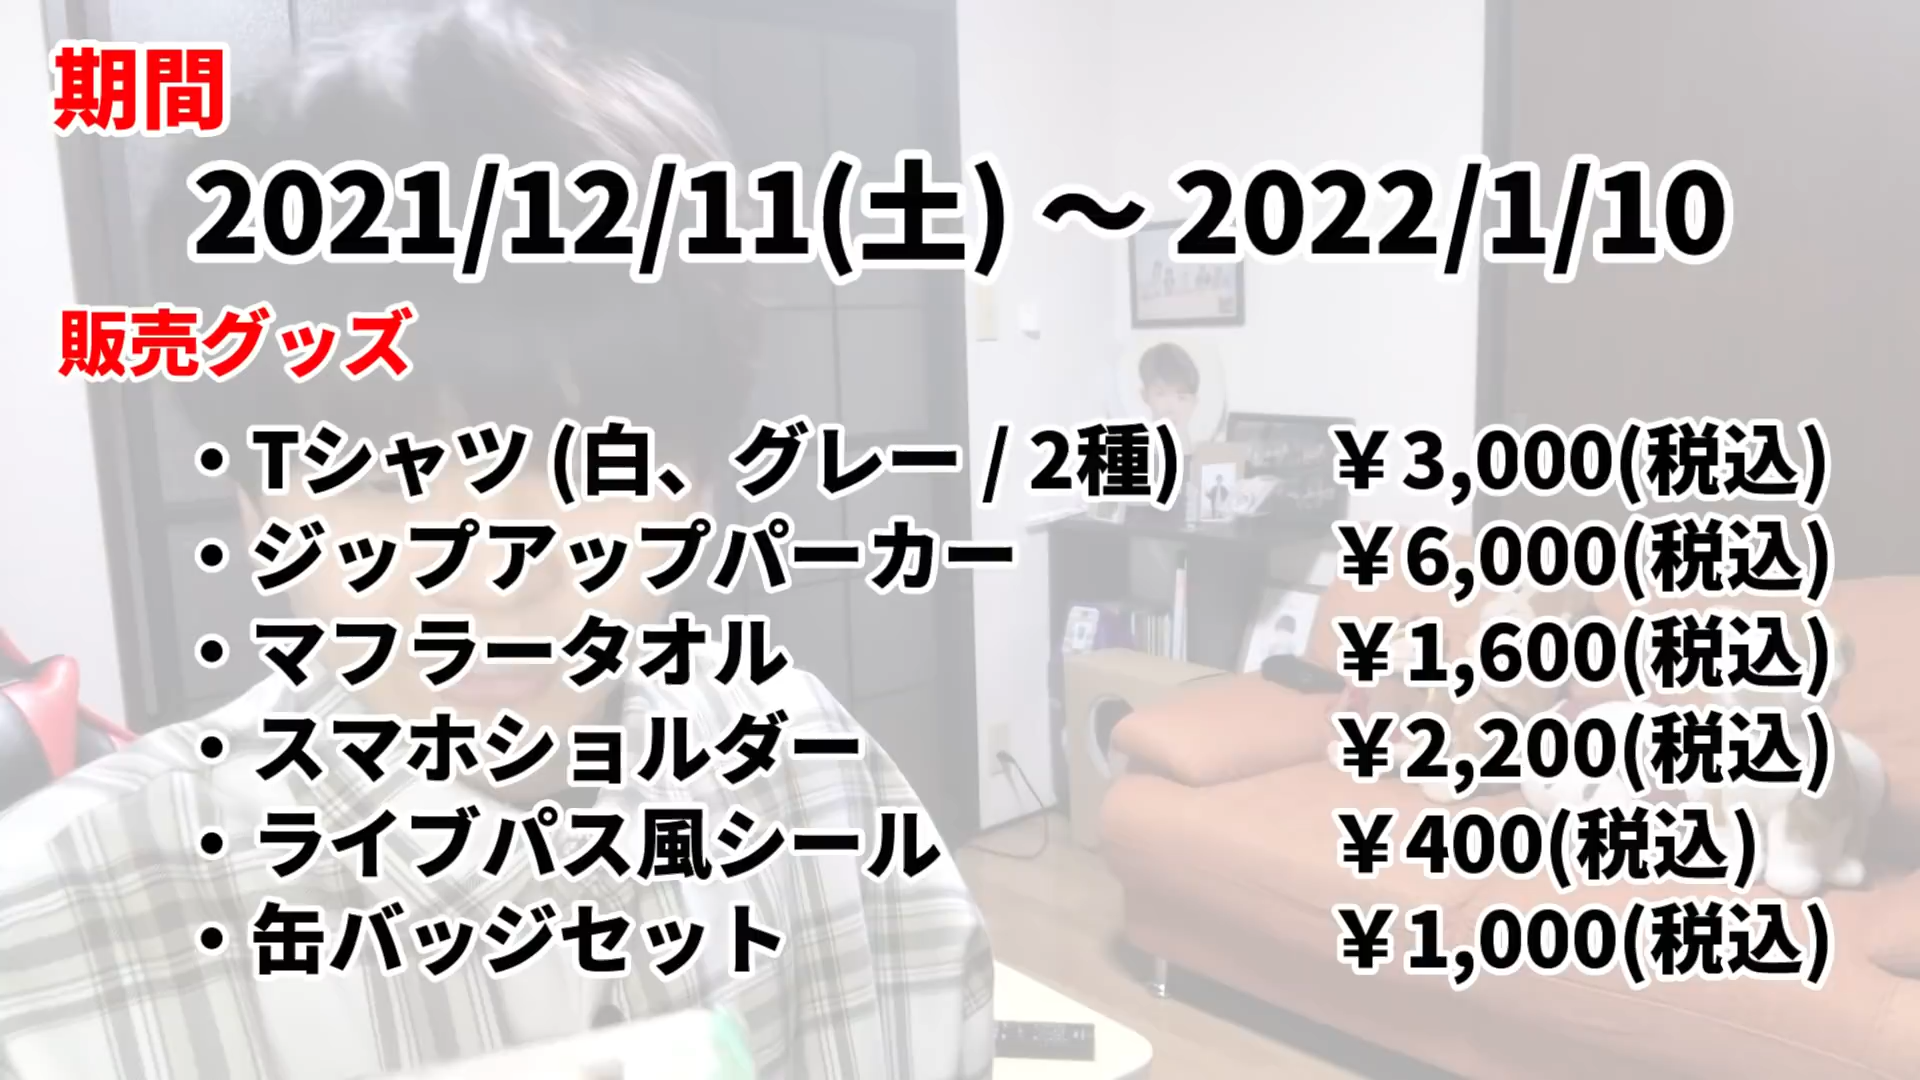 期間
2021/12/11(土) ～ 2022/1/10
販売グッズ
・Tシャツ (白、グレー / 2種) ￥3,000(税込)
・ジップアップパーカー ￥6,000(税込)
・マフラータオル ￥1,600(税込)
・スマホショルダー ￥2,200(税込)
・ライブパス風シール ￥400(税込)
・缶バッジセット ￥1,000(税込)